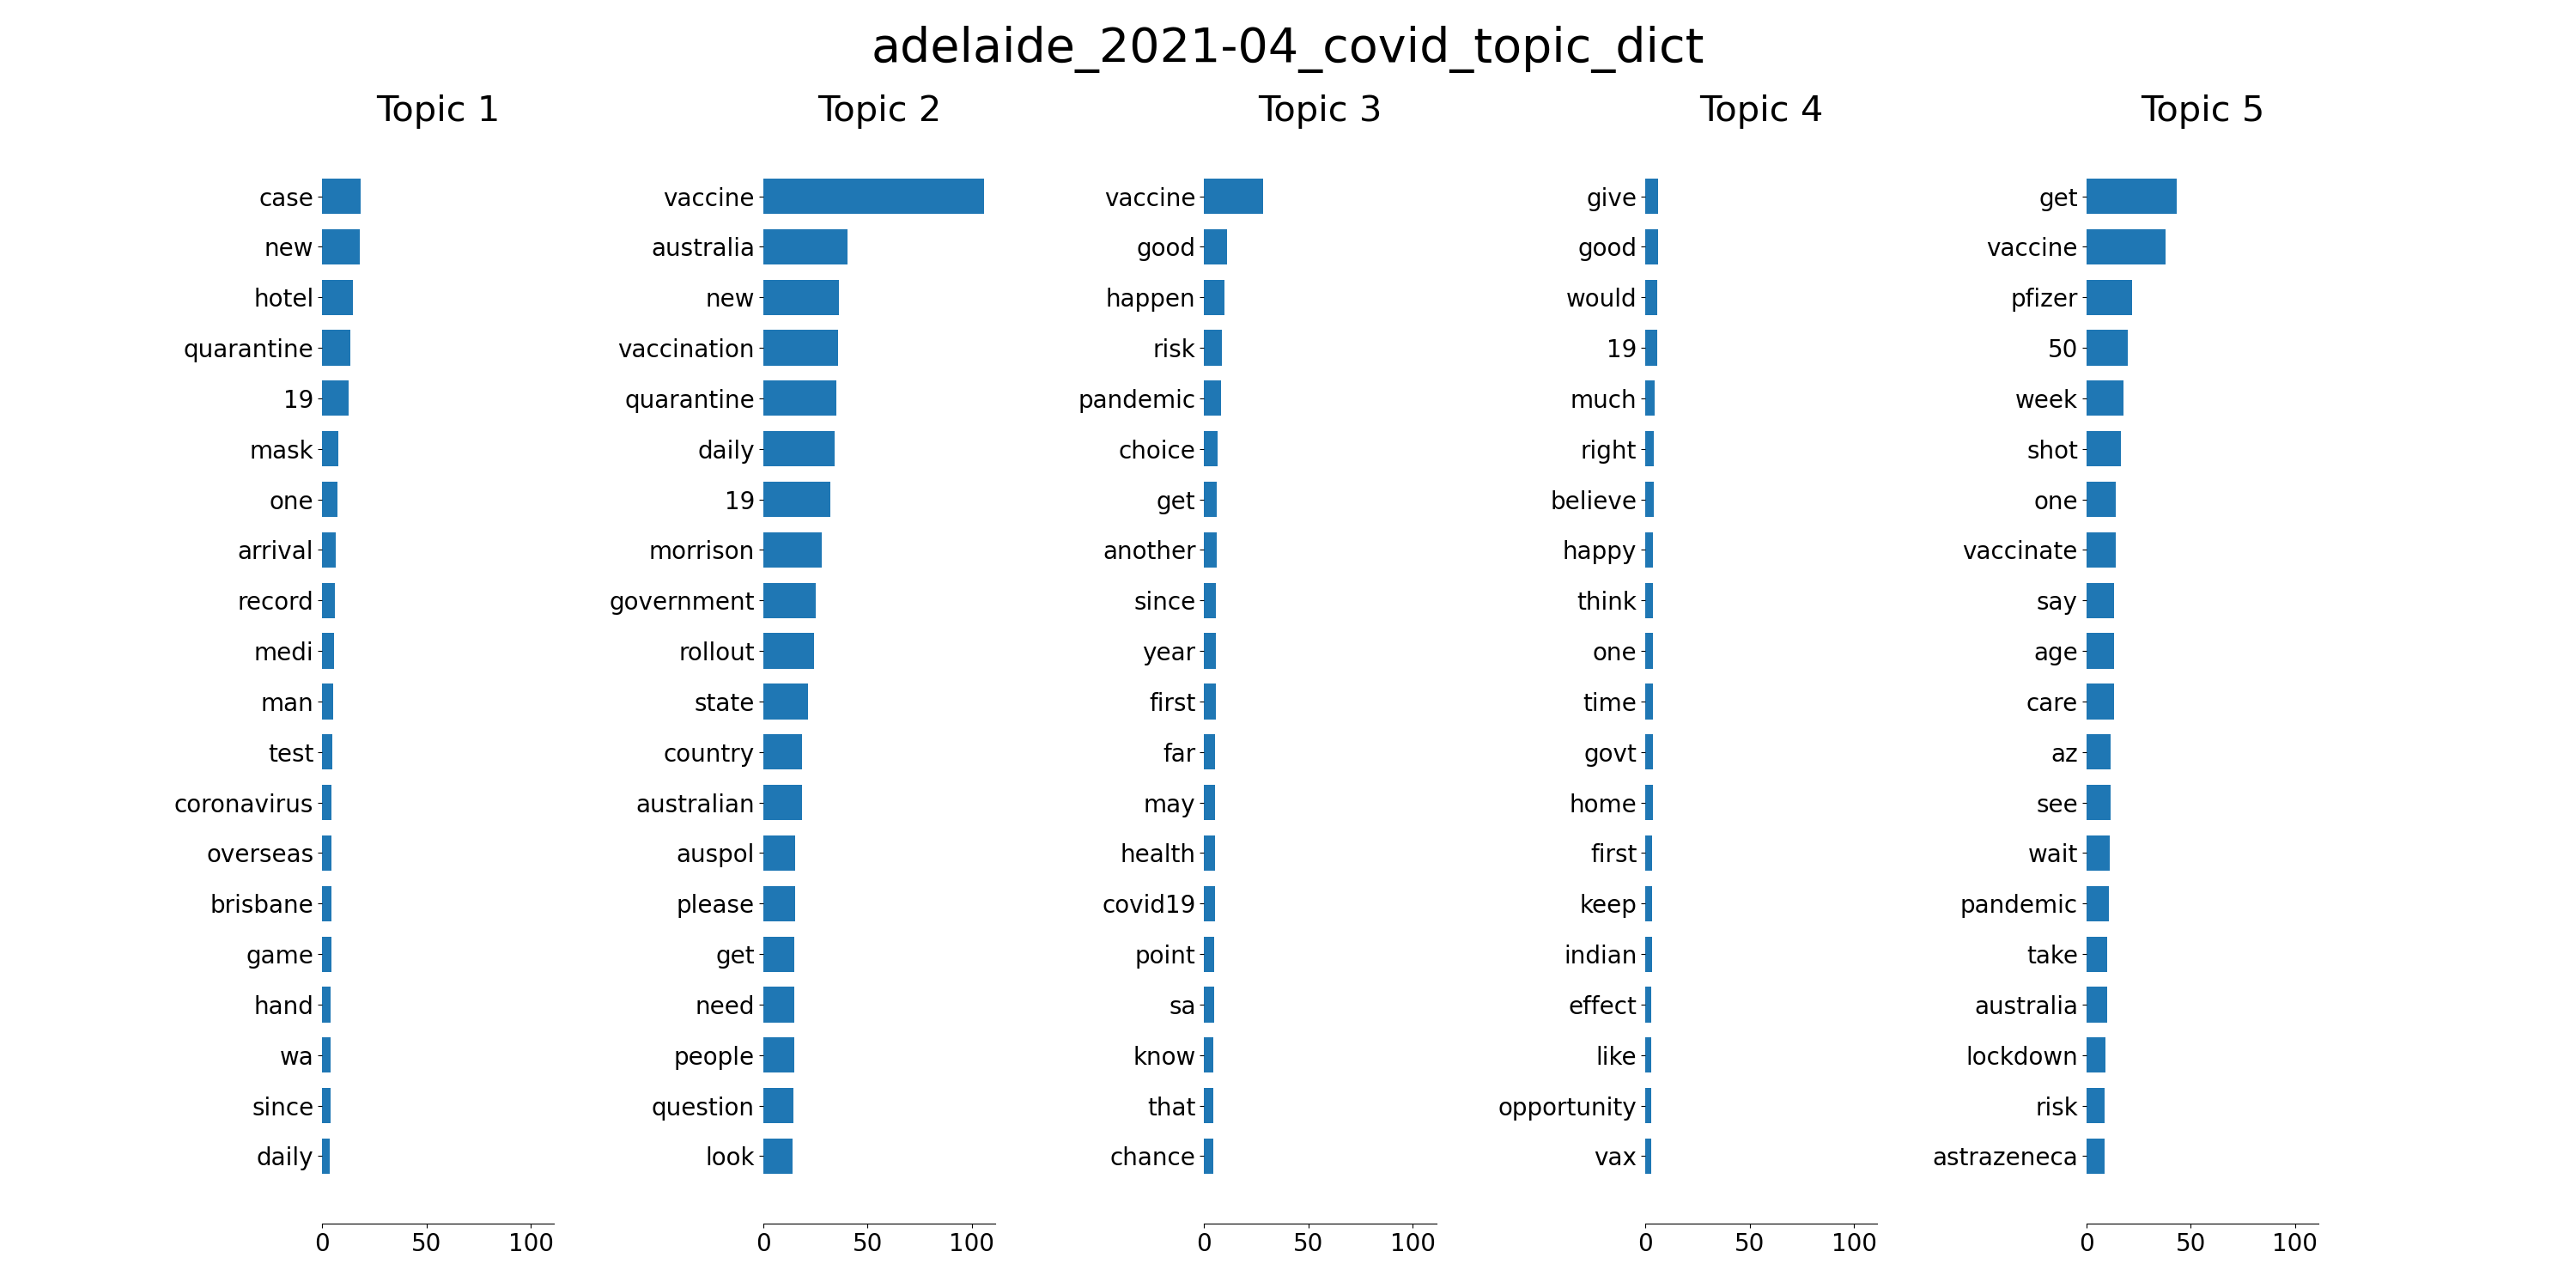 adelaide_2021-04_covid_topic_dict
Topic 1
case
new
hotel
quarantine
19
mask
one
arrival
record
medi
man
test
coronavirus
overseas
brisbane
game
hand
wa
since
daily
0 50 100
Topic 2
vaccine
australia
new
vaccination
quarantine
daily
19
morrison
government
rollout
state
country
australian
auspol
please
get
need
people
question
look
0 50 100
Topic 3
vaccine
good
happen
risk
pandemic
choice
get
another
since
year
first
far
may
health
covid19
point
sa
know
that
chance
0 50 100
Topic 4
give
good
would
19
much
right
believe
happy
think
one
time
govt
home
first
keep
indian
effect
like
opportunity
vax
0 50 100
Topic 5
get
vaccine
pfizer
50
week
shot
one
vaccinate
say
age
care
az
see
wait
pandemic
take
australia
lockdown
risk
astrazeneca
0 50 100